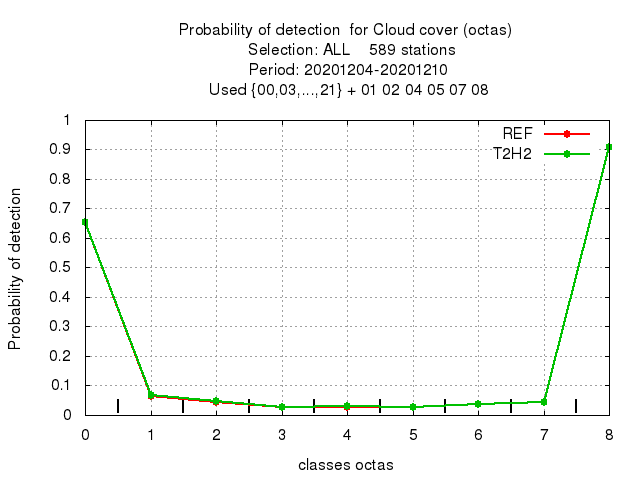 Probability of detection  for Cloud cover (octas)
Selection: ALL    589 stations
Period: 20201204-20201210
Used {00,03,...,21} + 01 02 04 05 07 08
REF
T2H2
1
0.9
0.8
0.7
0.6
0.5
0.4
0.3
0.2
0.1
0
Probability of detection
0 1 2 3 4 5 6 7 8
classes octas